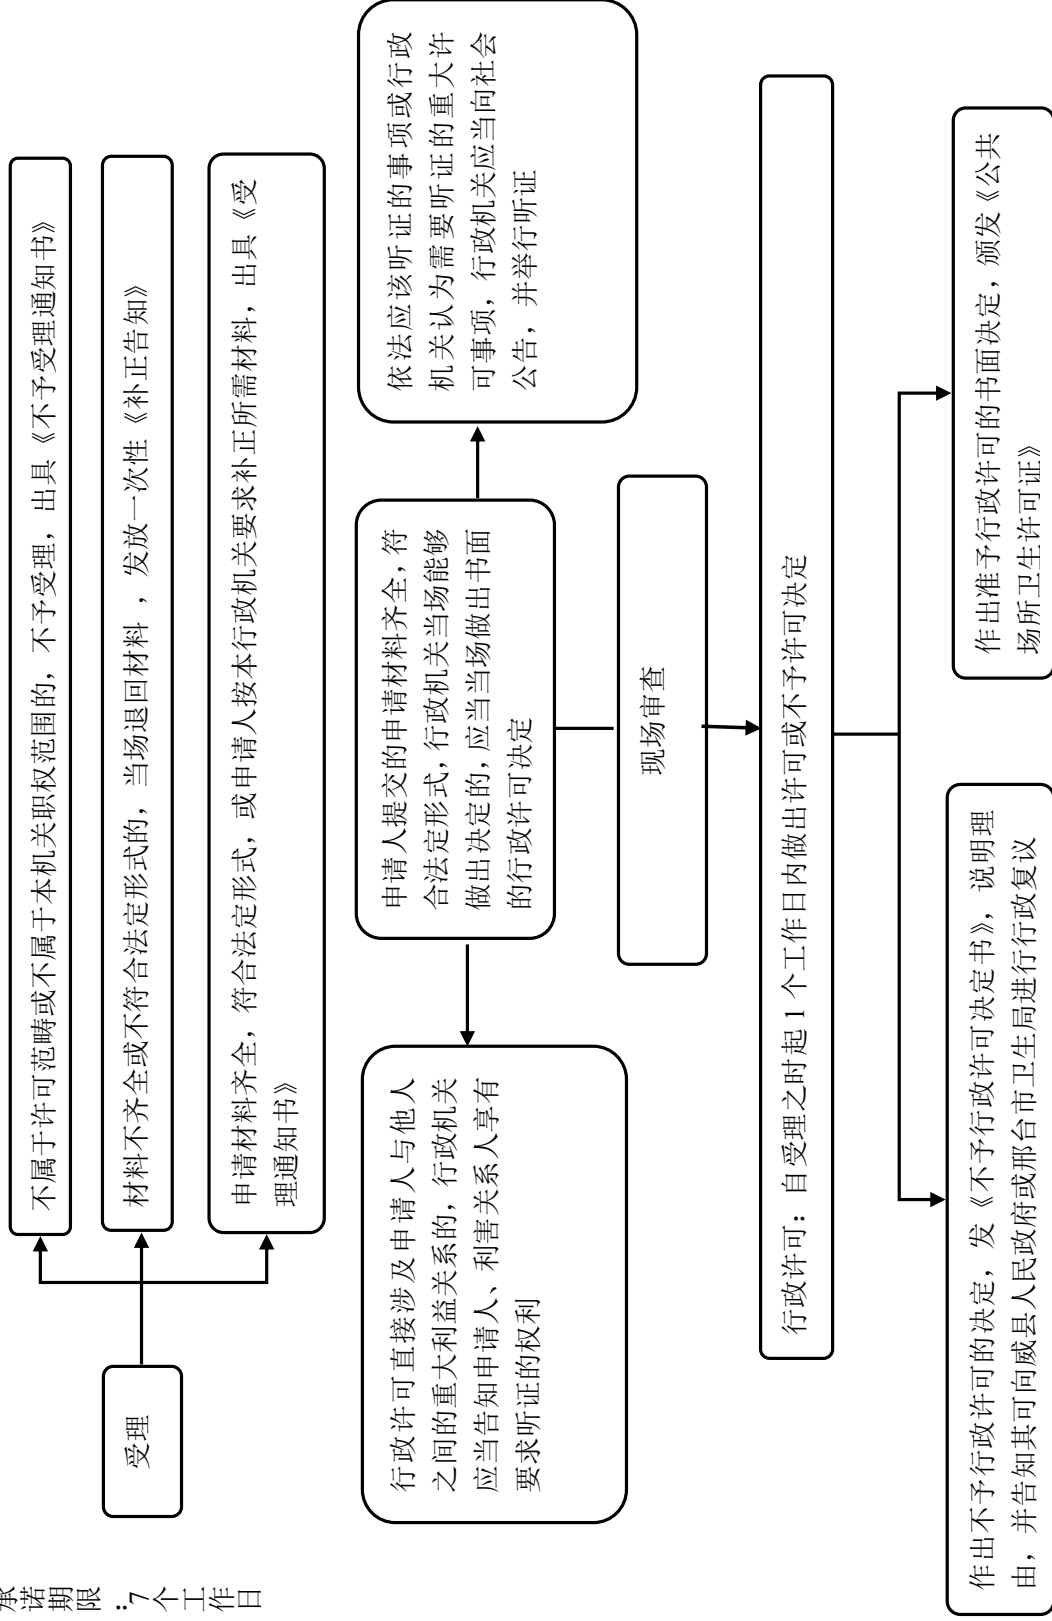 承诺期限：7个工作日
受理
不属于许可范畴或不属于本机关职权范围的，不予受理，出具《不予受理通知书》
材料不齐全或不符合法定形式的，当场退回材料，发放一次性《补正告知》
申请材料齐全，符合法定形式，或申请人按本行政机关要求补正所需材料，出具《受
理通知书》
行政许可直接涉及申请人与他人
之间的重大利益关系的，行政机关
应当告知申请人、利害关系人享有
要求听证的权利
申请人提交的申请材料齐全，符
合法定形式，行政机关当场能够
做出决定的，应当当场做出书面
的行政许可决定
依法应该听证的事项或行政
机关认为需要听证的重大许
可事项，行政机关应当向社会
公告，并举行听证
现场审查
行政许可：自受理之时起1个工作日内做出许可或不予许可决定
作出不予行政许可的决定，发《不予行政许可决定书》，说明理
由，并告知其可向威县人民政府或邢台市卫生局进行行政复议
作出准予行政许可的书面决定，颁发《公共
场所卫生许可证》